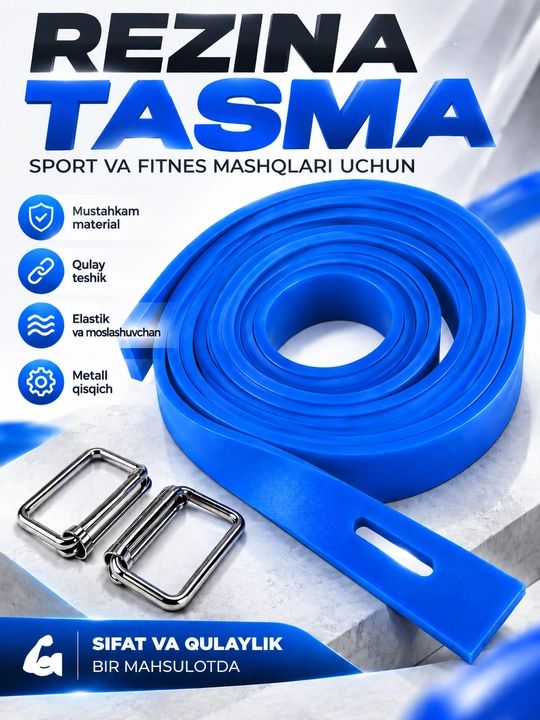 REZINA
TASMA
SPORT VA FITNES MASHQLARI UCHUN
Mustahkam
material
Qulay
teshik
Elastik
va moslashuvchan
Metall
qisqich
SIFAT VA QULAYLIK
BIR MAHSULOTDA